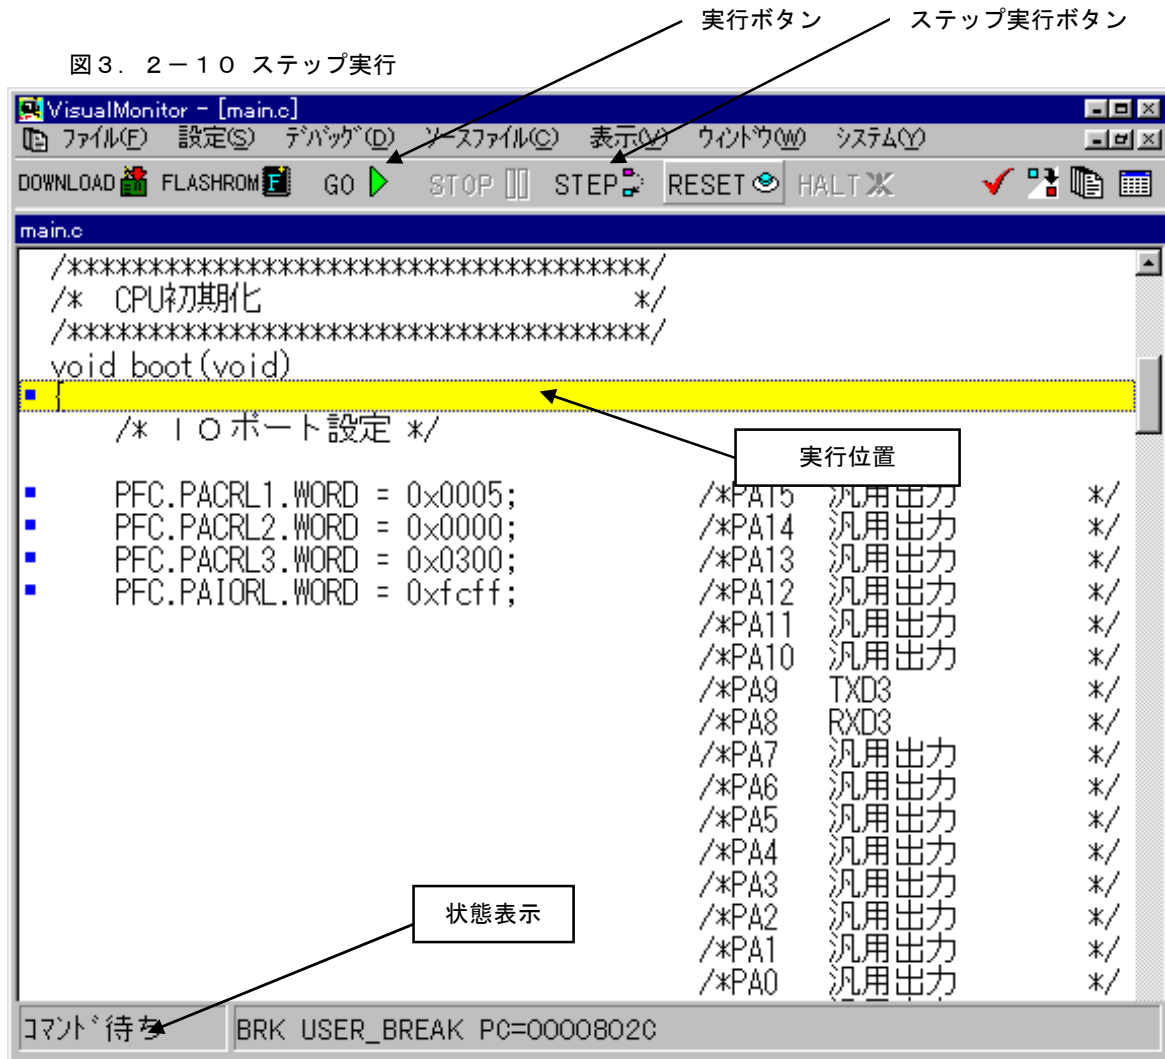 実行ボタン ステップ実行ボタン
図3.2-10 ステップ実行
VisualMonitor - [main.c]
ファイル(F) 設定(S) デバッグ(D) ソースファイル(C) 表示(V) ウィンドウ(W) システム(Y)
DOWNLOAD FLASHROM GO STOP STEP RESET HALT
main.c
/************************************/
/* CPU初期化 */
/************************************/
void boot(void)
{
/* IOポート設定 */
実行位置
PFC.PACRL1.WORD = 0x0005; /*PA15 汎用出力 */
PFC.PACRL2.WORD = 0x0000; /*PA14 汎用出力 */
PFC.PACRL3.WORD = 0x0300; /*PA13 汎用出力 */
PFC.PAIORL.WORD = 0xfcff; /*PA12 汎用出力 */
/*PA11 汎用出力 */
/*PA10 汎用出力 */
/*PA9 TXD3 */
/*PA8 RXD3 */
/*PA7 汎用出力 */
/*PA6 汎用出力 */
/*PA5 汎用出力 */
/*PA4 汎用出力 */
/*PA3 汎用出力 */
状態表示
/*PA2 汎用出力 */
/*PA1 汎用出力 */
/*PA0 汎用出力 */
コマンド待ち BRK USER_BREAK PC=0000802C